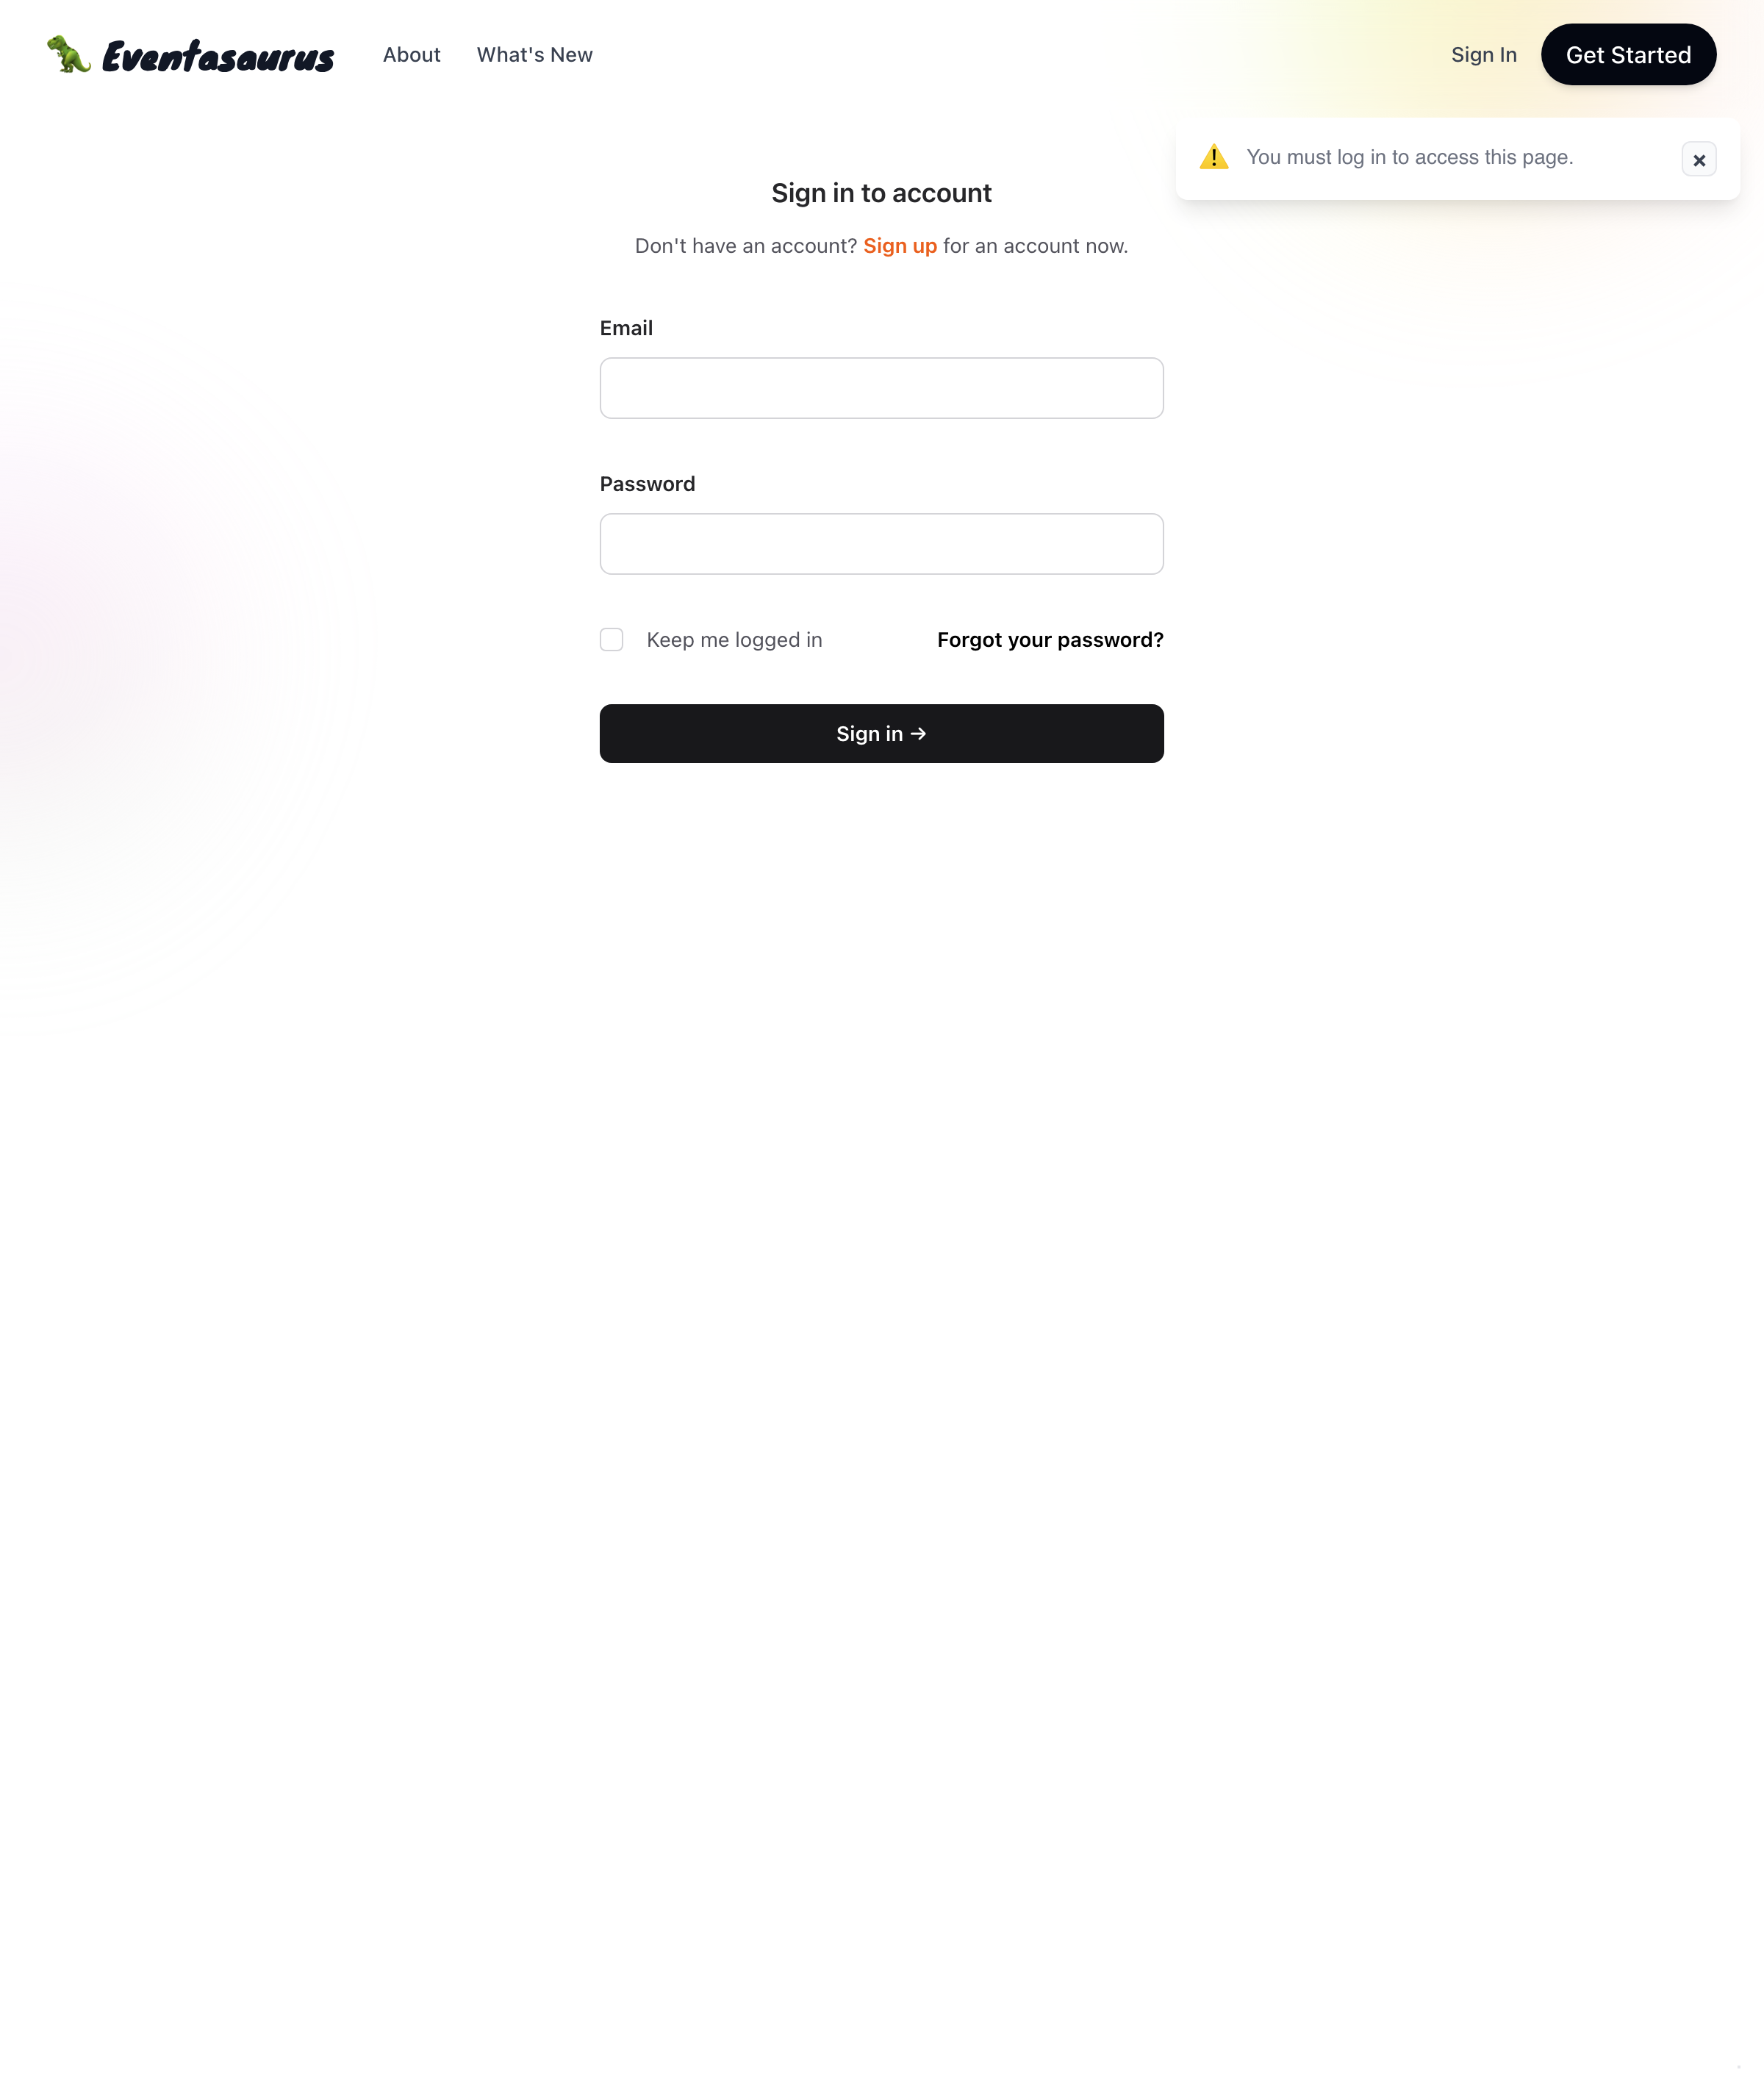 Eventasaurus
About
What's New
Sign In
Get Started
You must log in to access this page.
Sign in to account
Don't have an account? Sign up for an account now.
Email
Password
Keep me logged in
Forgot your password?
Sign in →